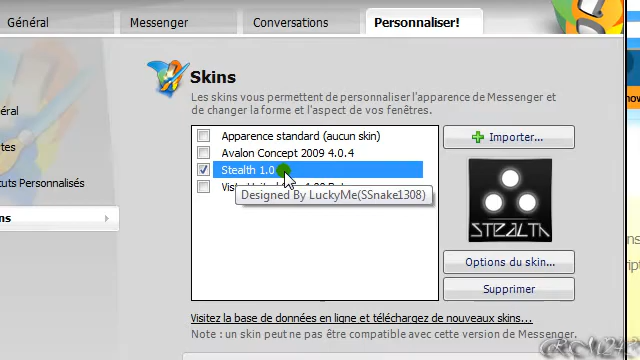 Général
Messenger
Conversations
Personnaliser!
Skins
Les skins vous permettent de personnaliser l'apparence de Messenger et
de changer la forme et l'aspect de vos fenêtres.
Apparence standard (aucun skin)
Avalon Concept 2009 4.0.4
Stealth 1.0
Designed By LuckyMe(SSnake1308)
Importer...
STEALTH
Options du skin...
Supprimer
Visitez la base de données en ligne et téléchargez de nouveaux skins...
Note : un skin peut ne pas être compatible avec cette version de Messenger.